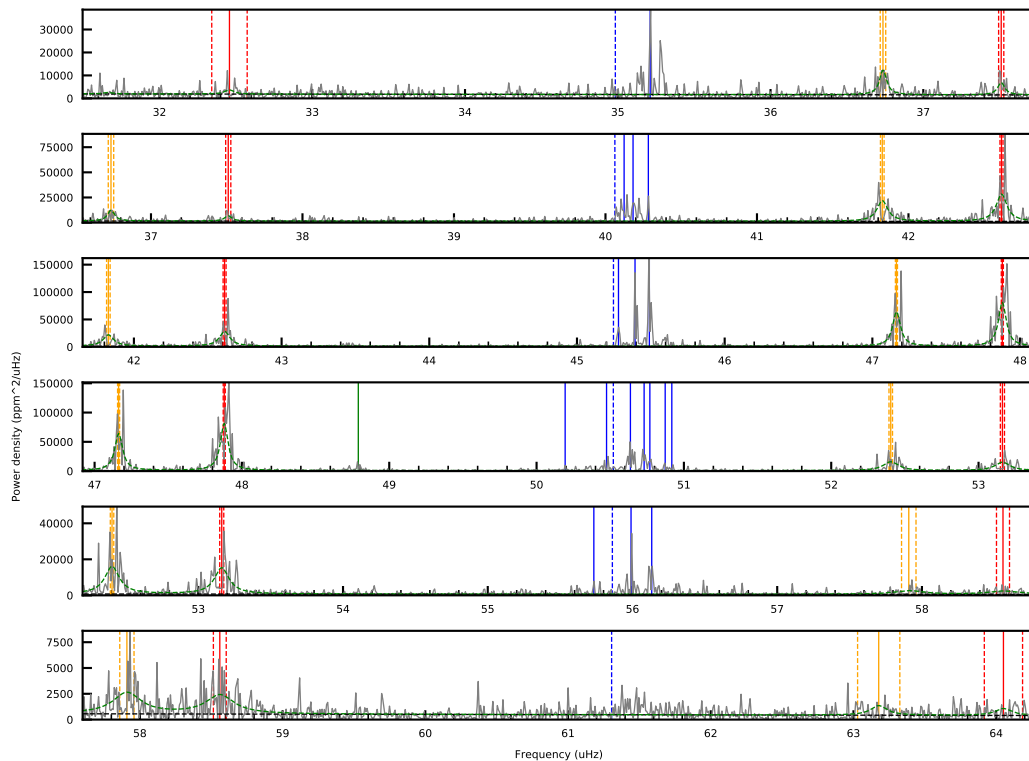 30000
20000
10000
0
32 33 34 35 36 37
75000
50000
25000
0
37 38 39 40 41 42
150000
100000
50000
0
42 43 44 45 46 47 48
150000
100000
50000
0
47 48 49 50 51 52 53
40000
20000
0
53 54 55 56 57 58
7500
5000
2500
0
58 59 60 61 62 63 64
Power density (ppm^2/uHz)
Frequency (uHz)